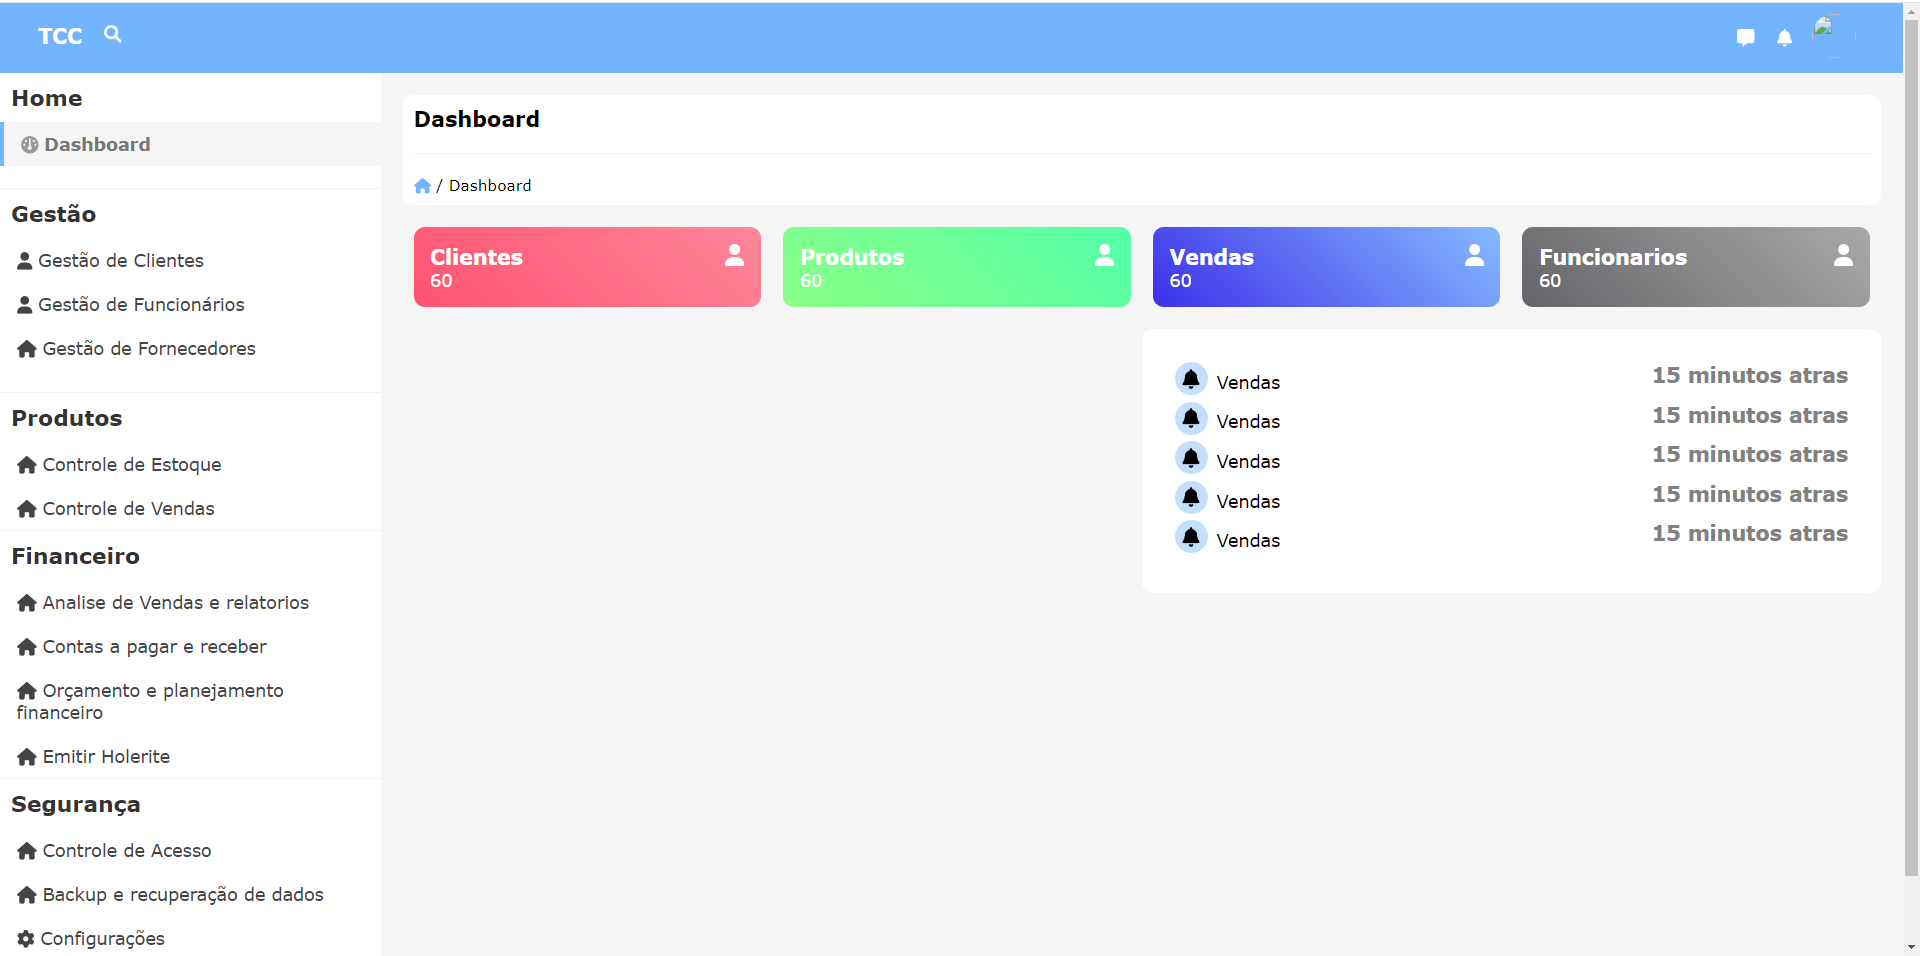 TCC
Home
Dashboard
Gestão
Gestão de Clientes
Gestão de Funcionários
Gestão de Fornecedores
Produtos
Controle de Estoque
Controle de Vendas
Financeiro
Analise de Vendas e relatorios
Contas a pagar e receber
Orçamento e planejamento
financeiro
Emitir Holerite
Segurança
Controle de Acesso
Backup e recuperação de dados
Configurações
Dashboard
/ Dashboard
Clientes
60
Produtos
60
Vendas
60
Funcionarios
60
Vendas 15 minutos atras
Vendas 15 minutos atras
Vendas 15 minutos atras
Vendas 15 minutos atras
Vendas 15 minutos atras